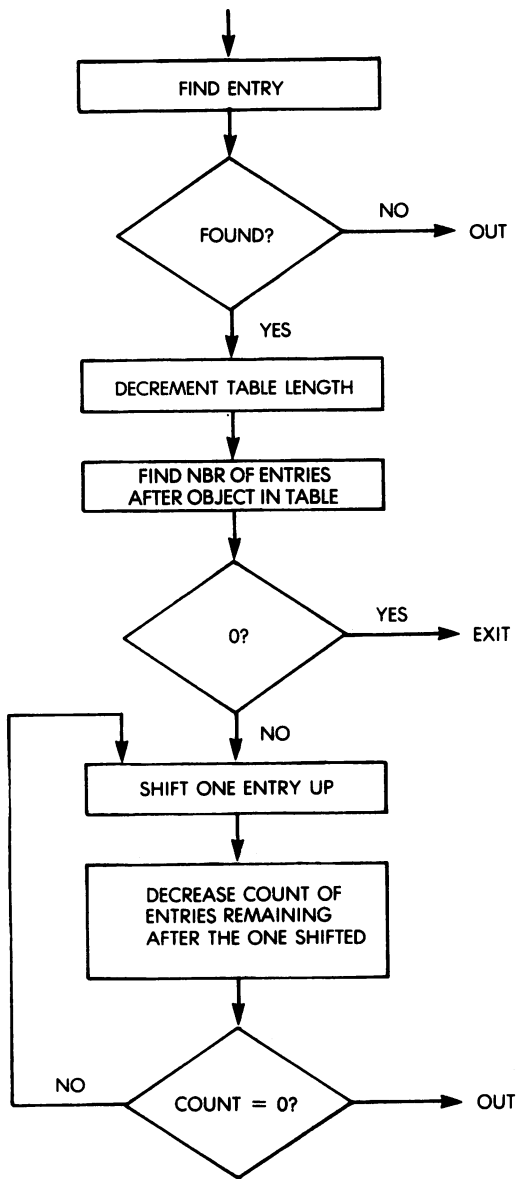 FIND ENTRY
FOUND?
NO
OUT
YES
DECREMENT TABLE LENGTH
FIND NBR OF ENTRIES
AFTER OBJECT IN TABLE
0?
YES
EXIT
NO
SHIFT ONE ENTRY UP
DECREASE COUNT OF
ENTRIES REMAINING
AFTER THE ONE SHIFTED
NO
COUNT = 0?
OUT